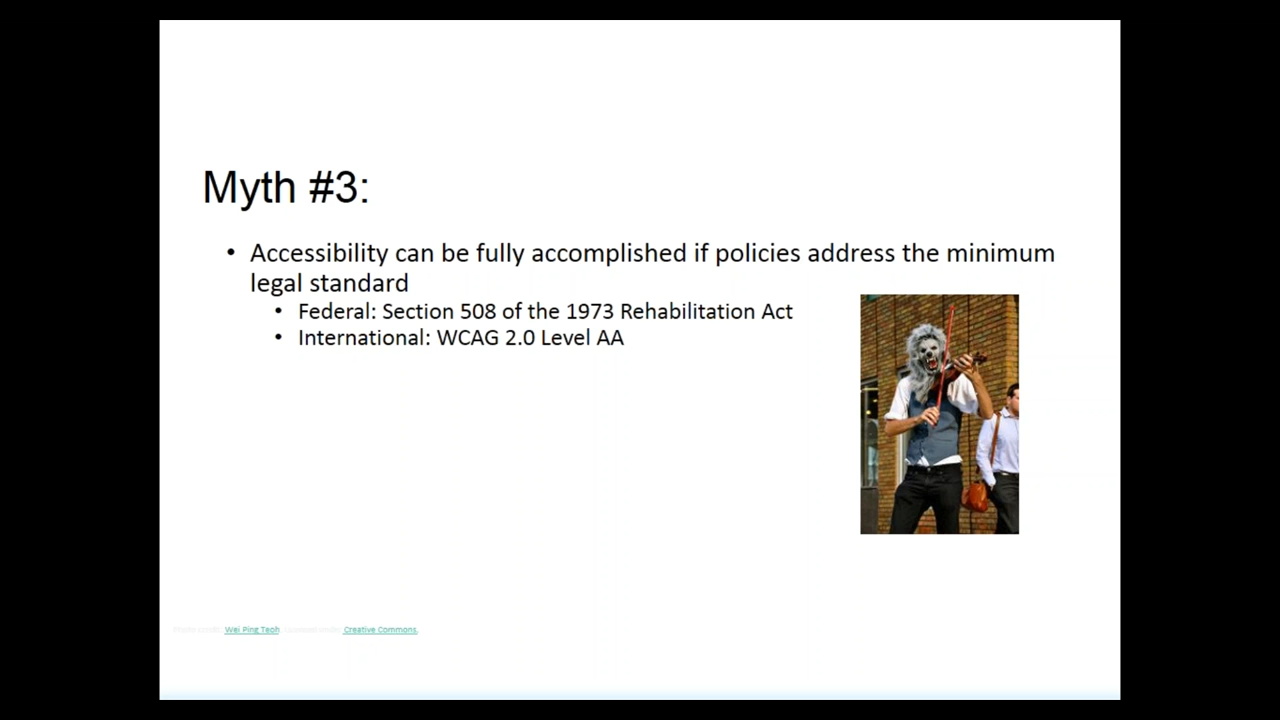 Myth #3:
• Accessibility can be fully accomplished if policies address the minimum
legal standard
• Federal: Section 508 of the 1973 Rehabilitation Act
• International: WCAG 2.0 Level AA
Wei Ping Teoh Creative Commons.